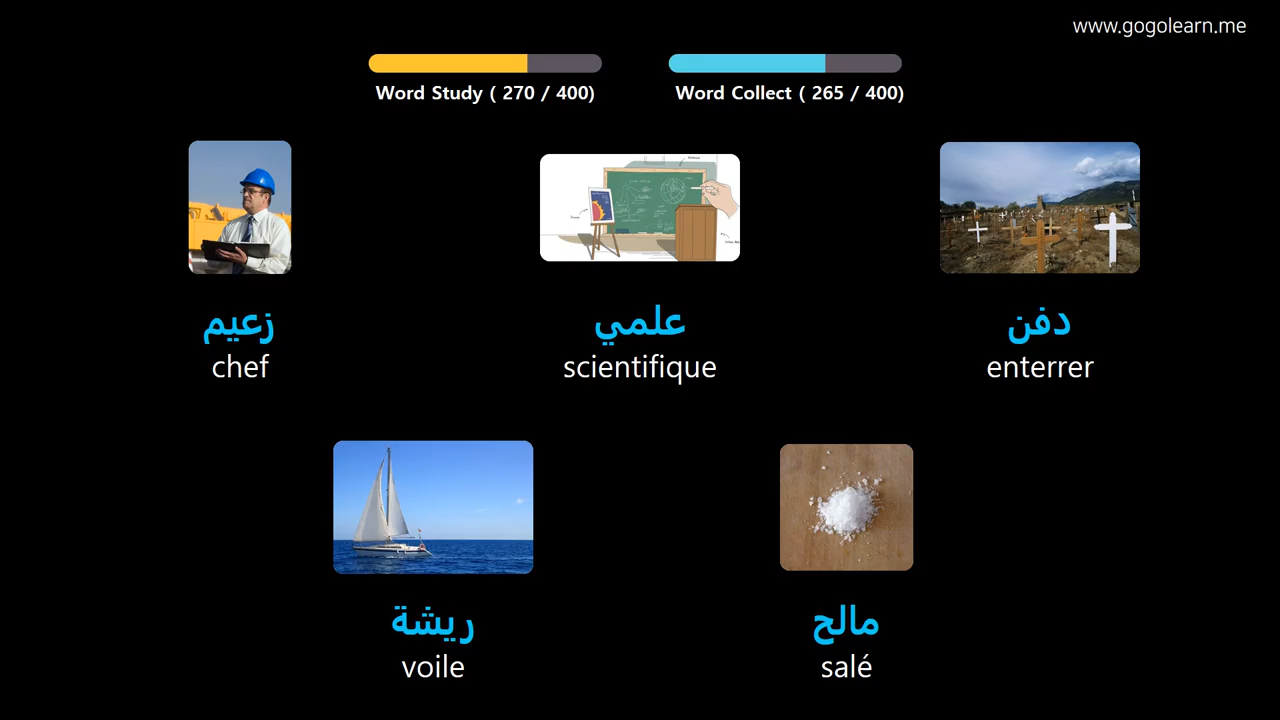 www.gogolearn.me
Word Study ( 270 / 400)
Word Collect ( 265 / 400)
زعيم
chef
علمي
scientifique
دفن
enterrer
ريشة
voile
مالح
salé